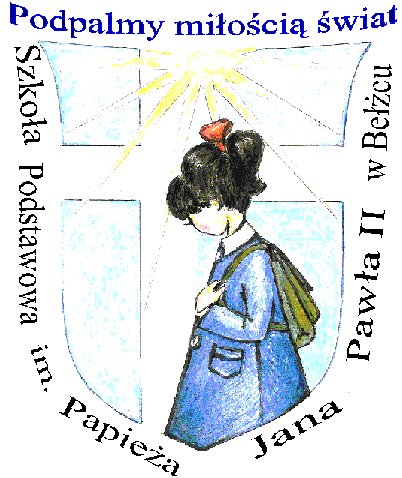 Podpalmy miłością świat
Szkoła Podstawowa im. Papieża Jana Pawła II w Bełżcu